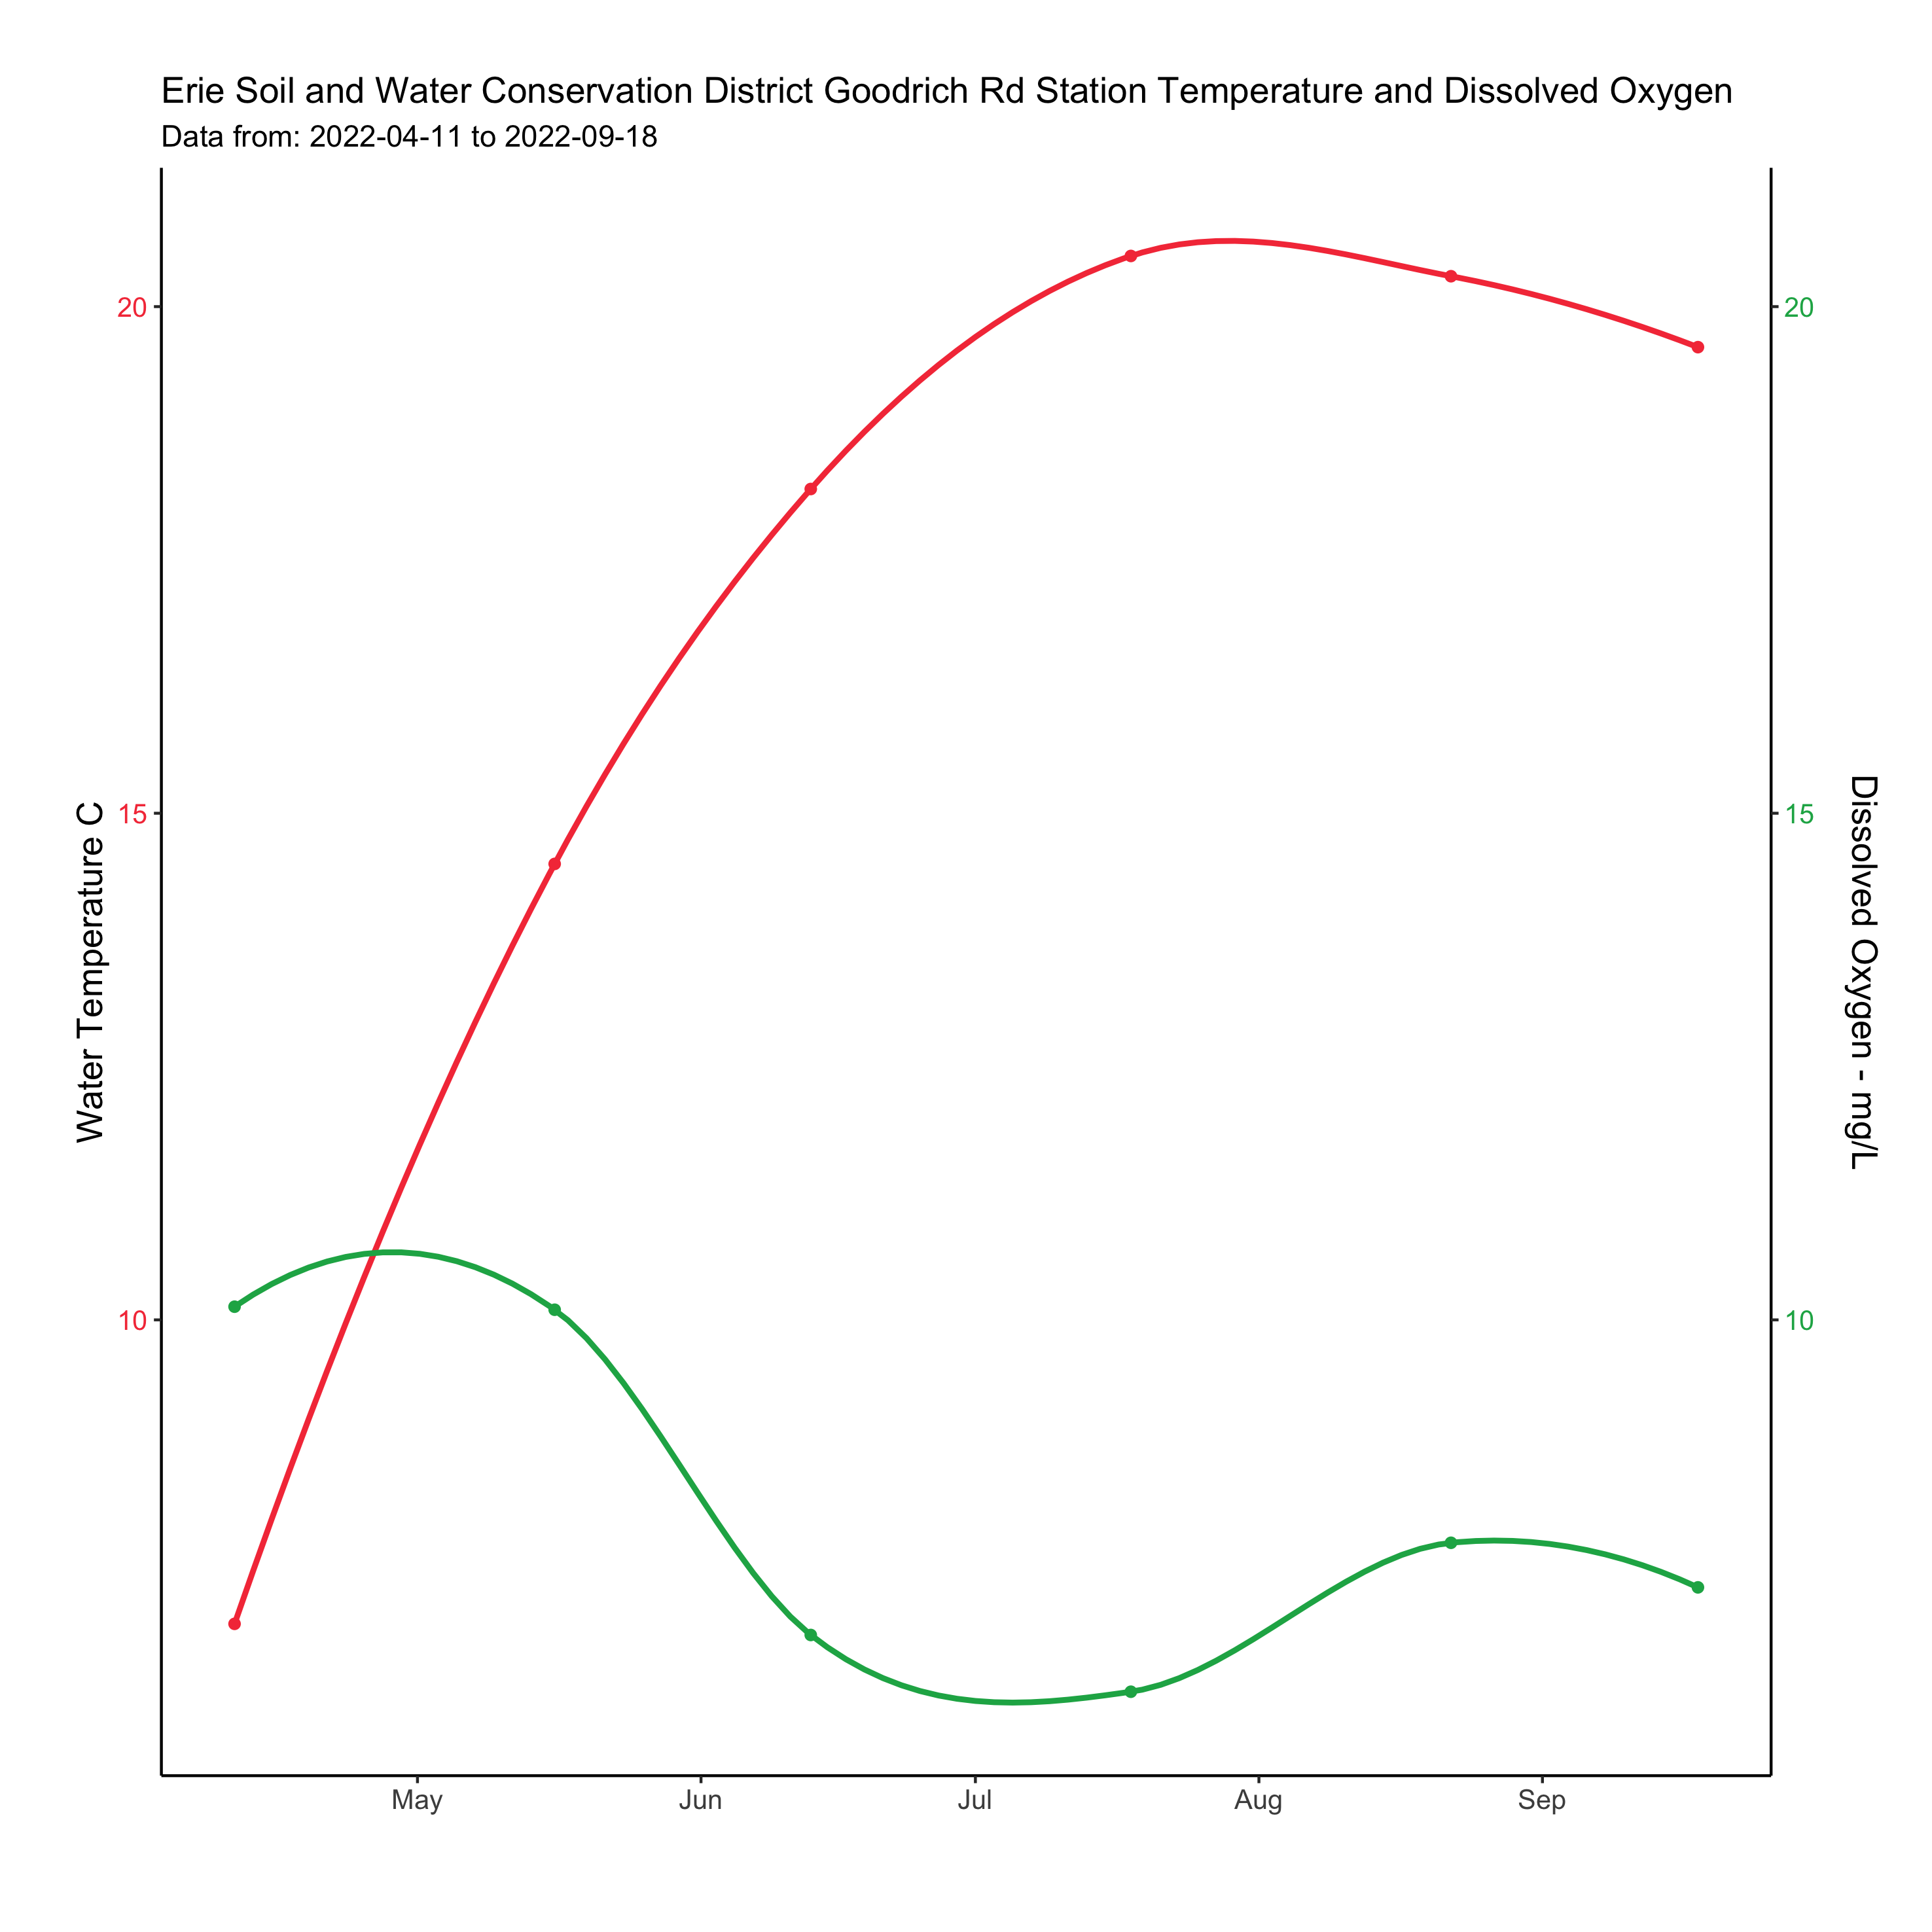 Erie Soil and Water Conservation District Goodrich Rd Station Temperature and Dissolved Oxygen
Data from: 2022-04-11 to 2022-09-18
Water Temperature C
20
15
10
20
15
10
Dissolved Oxygen - mg/L
May
Jun
Jul
Aug
Sep